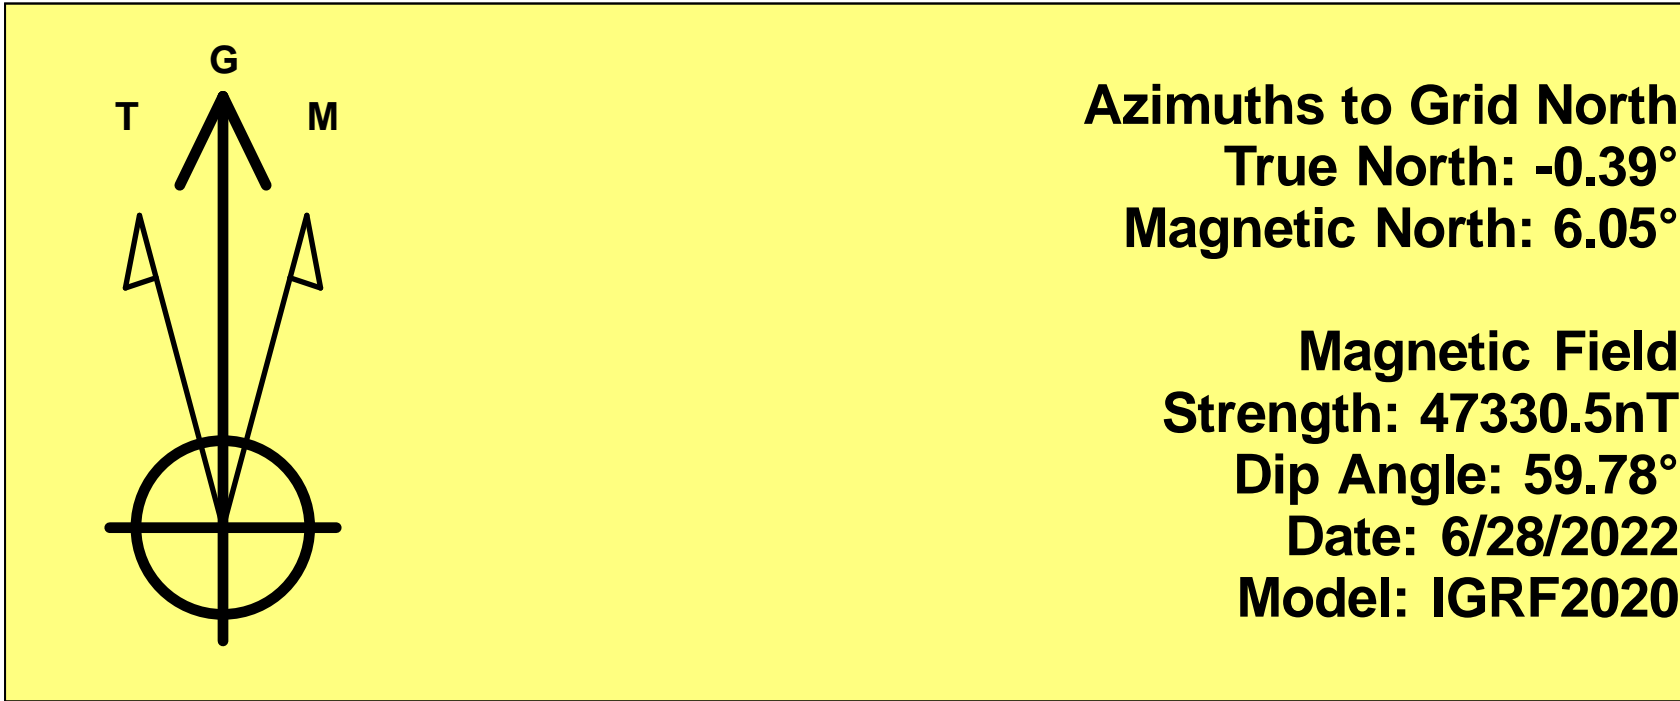 G
T
M
Azimuths to Grid North
True North: -0.39°
Magnetic North: 6.05°
Magnetic Field
Strength: 47330.5nT
Dip Angle: 59.78°
Date: 6/28/2022
Model: IGRF2020